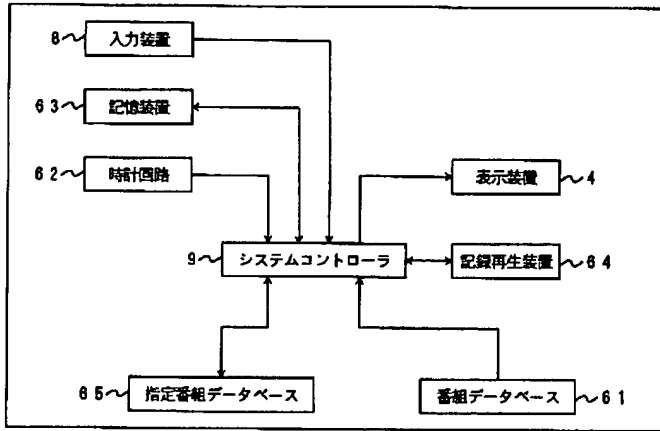 8 入力装置
63 記憶装置
62 時計回路
表示装置 4
9 システムコントローラ
記録再生装置 64
65 指定番組データベース
番組データベース 61